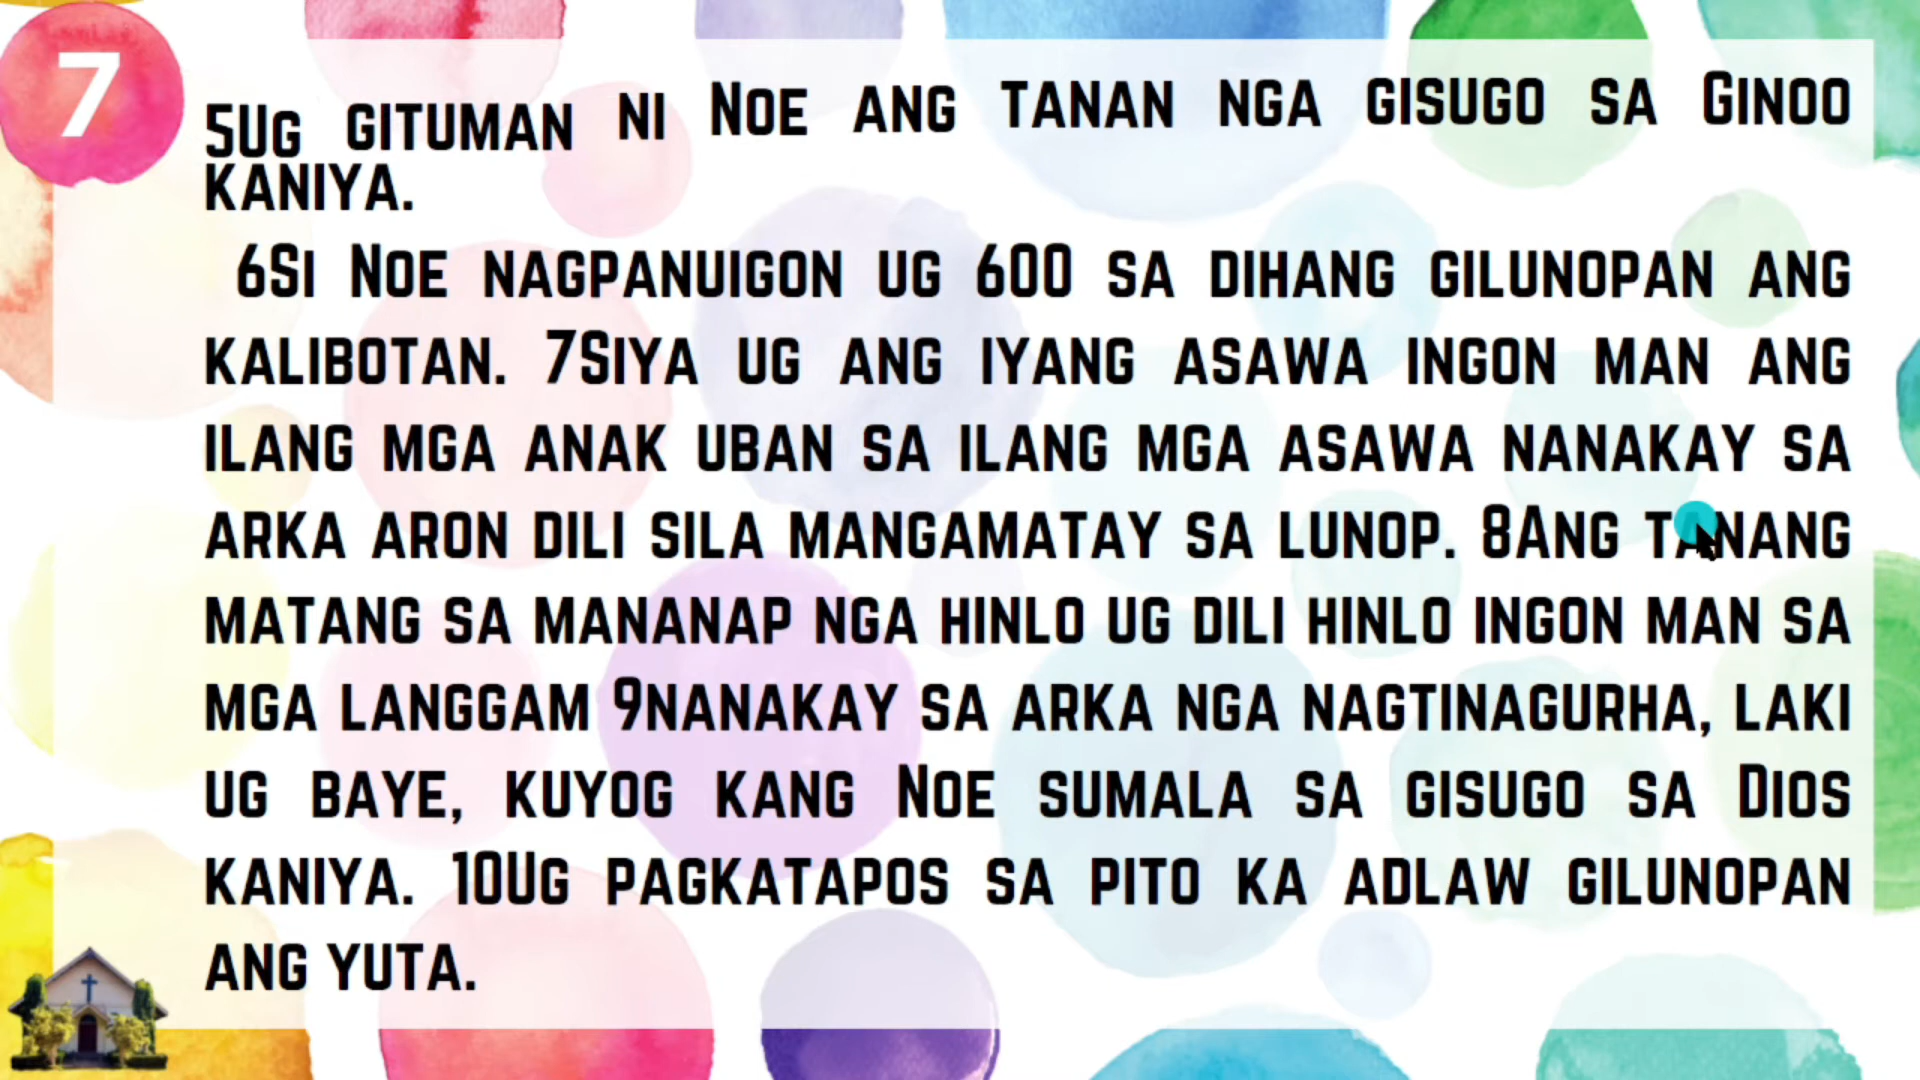 7
5Ug gituman ni Noe ang tanan nga gisugo sa Ginoo
kaniya.
6Si Noe nagpanuigon ug 600 sa dihang gilunopan ang
kalibotan. 7Siya ug ang iyang asawa ingon man ang
ilang mga anak uban sa ilang mga asawa nanakay sa
arka aron dili sila mangamatay sa lunop. 8Ang tanang
matang sa mananap nga hinlo ug dili hinlo ingon man sa
mga langgam 9nanakay sa arka nga nagtinagurha, laki
ug baye, kuyog kang Noe sumala sa gisugo sa Dios
kaniya. 10Ug pagkatapos sa pito ka adlaw gilunopan
ang yuta.